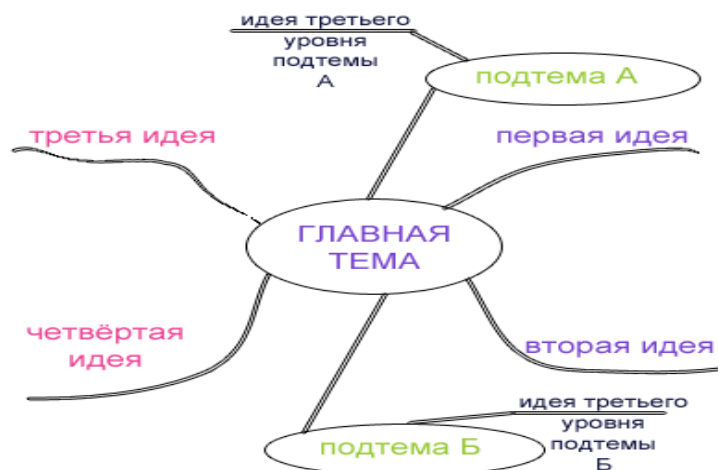 идея третьего
уровня
подтемы
А
подтема А
третья идея
первая идея
ГЛАВНАЯ
ТЕМА
четвёртая
идея
вторая идея
идея третьего
уровня
подтемы
Б
подтема Б